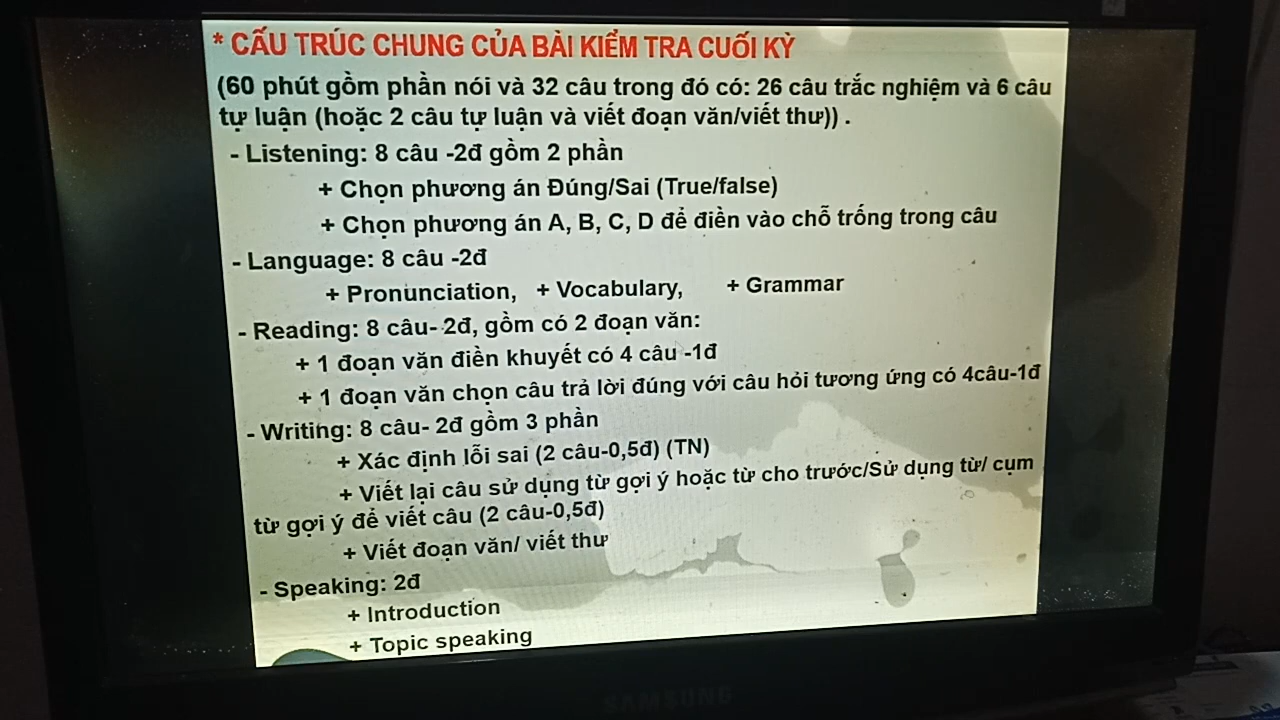 * CẤU TRÚC CHUNG CỦA BÀI KIỂM TRA CUỐI KỲ
(60 phút gồm phần nói và 32 câu trong đó có: 26 câu trắc nghiệm và 6 câu
tự luận (hoặc 2 câu tự luận và viết đoạn văn/viết thư)) .
- Listening: 8 câu -2đ gồm 2 phần
+ Chọn phương án Đúng/Sai (True/false)
+ Chọn phương án A, B, C, D để điền vào chỗ trống trong câu
- Language: 8 câu -2đ
+ Pronunciation, + Vocabulary, + Grammar
- Reading: 8 câu- 2đ, gồm có 2 đoạn văn:
+ 1 đoạn văn điền khuyết có 4 câu -1đ
+ 1 đoạn văn chọn câu trả lời đúng với câu hỏi tương ứng có 4câu-1đ
- Writing: 8 câu- 2đ gồm 3 phần
+ Xác định lỗi sai (2 câu-0,5đ) (TN)
+ Viết lại câu sử dụng từ gợi ý hoặc từ cho trước/Sử dụng từ/ cụm
từ gợi ý để viết câu (2 câu-0,5đ)
+ Viết đoạn văn/ viết thư
- Speaking: 2đ
+ Introduction
+ Topic speaking
SAMSUNG